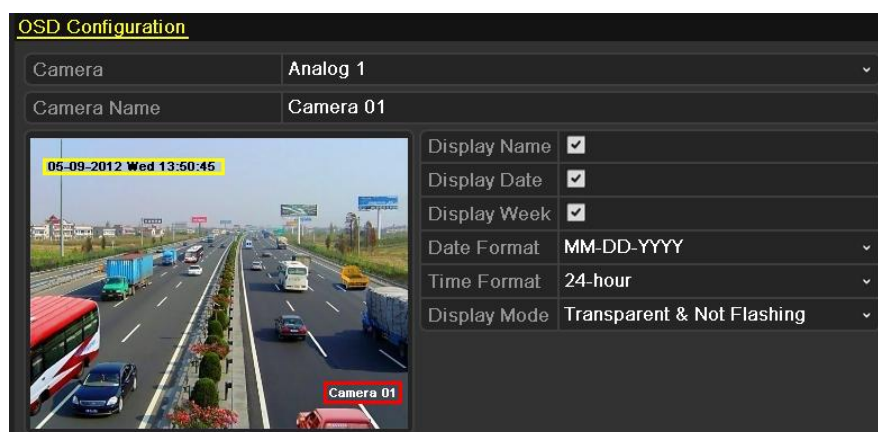 OSD Configuration
Camera Analog 1
Camera Name Camera 01
05-09-2012 Wed 13:50:45
Camera 01
Display Name
Display Date
Display Week
Date Format MM-DD-YYYY
Time Format 24-hour
Display Mode Transparent & Not Flashing